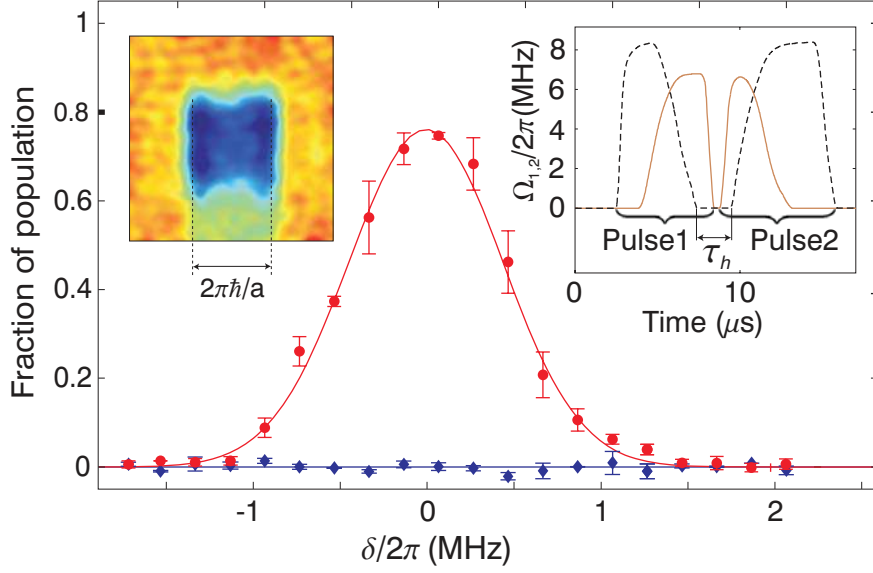 Fraction of population
1
0.8
0.6
0.4
0.2
0
-1
0
1
2
δ/2π (MHz)
2πħ/a
Ω1,2/2π(MHz)
8
6
4
2
0
Pulse1
τh
Pulse2
0
10
Time (μs)